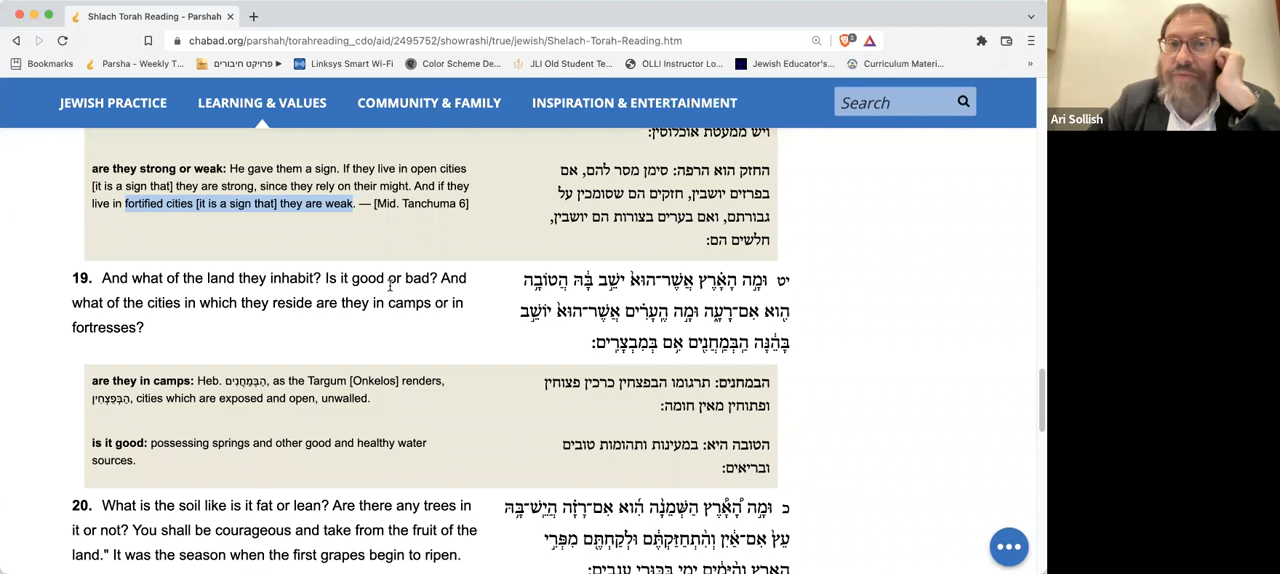 Shlach Torah Reading - Parshah
chabad.org/parshah/torahreading_cdo/aid/2495752/showrashi/true/jewish/Shelach-Torah-Reading.htm
Bookmarks Parsha - Weekly T... פרוייקט חיבורים Linksys Smart Wi-Fi Color Scheme De... JLI Old Student Te... OLLI Instructor Lo... Jewish Educator's... Curriculum Materi...
JEWISH PRACTICE LEARNING & VALUES COMMUNITY & FAMILY INSPIRATION & ENTERTAINMENT Search
Ari Sollish
ויש ממעטת אוכלוסין:
are they strong or weak: He gave them a sign. If they live in open cities
[it is a sign that] they are strong, since they rely on their might. And if they
live in fortified cities [it is a sign that] they are weak. — [Mid. Tanchuma 6]
החזק הוא הרפה: סימן מסר להם, אם
בפרזים יושבין, חזקים הם שסומכין על
גבורתם, ואם בערים בצורות הם יושבין,
חלשים הם:
19. And what of the land they inhabit? Is it good or bad? And
what of the cities in which they reside are they in camps or in
fortresses?
יט וּמָ֣ה הָאָ֗רֶץ אֲשֶׁר־הוּא֙ יֹשֵׁ֣ב בָּ֔הּ הֲטוֹבָ֥ה
הִ֖וא אִם־רָעָ֑ה וּמָ֣ה הֶֽעָרִ֗ים אֲשֶׁר־הוּא֙ יוֹשֵׁ֣ב
בָּהֵ֔נָּה הַבְּמַֽחֲנִ֖ים אִ֥ם בְּמִבְצָרִֽים:
are they in camps: Heb. הַבְּמַחֲנִים, as the Targum [Onkelos] renders,
הַבְּפַצְחִין, cities which are exposed and open, unwalled.
is it good: possessing springs and other good and healthy water
sources.
הבמחנים: תרגומו הבפצחין כרכין פצוחין
ופתוחין מאין חומה:
הטובה היא: במעינות ותהומות טובים
ובריאים:
20. What is the soil like is it fat or lean? Are there any trees in
it or not? You shall be courageous and take from the fruit of the
land." It was the season when the first grapes begin to ripen.
כ וּמָ֣ה הָ֠אָ֠רֶץ הַשְּׁמֵנָ֨ה הִ֜וא אִם־רָזָ֗ה הֲיֵֽשׁ־בָּ֥הּ
עֵץ֙ אִם־אַ֔יִן וְהִ֨תְחַזַּקְתֶּ֔ם וּלְקַחְתֶּ֖ם מִפְּרִ֣י
הָאָ֑רֶץ וְהַ֨יָּמִ֔ים יְמֵ֖י בִּכּוּרֵ֥י עֲנָבִֽים: